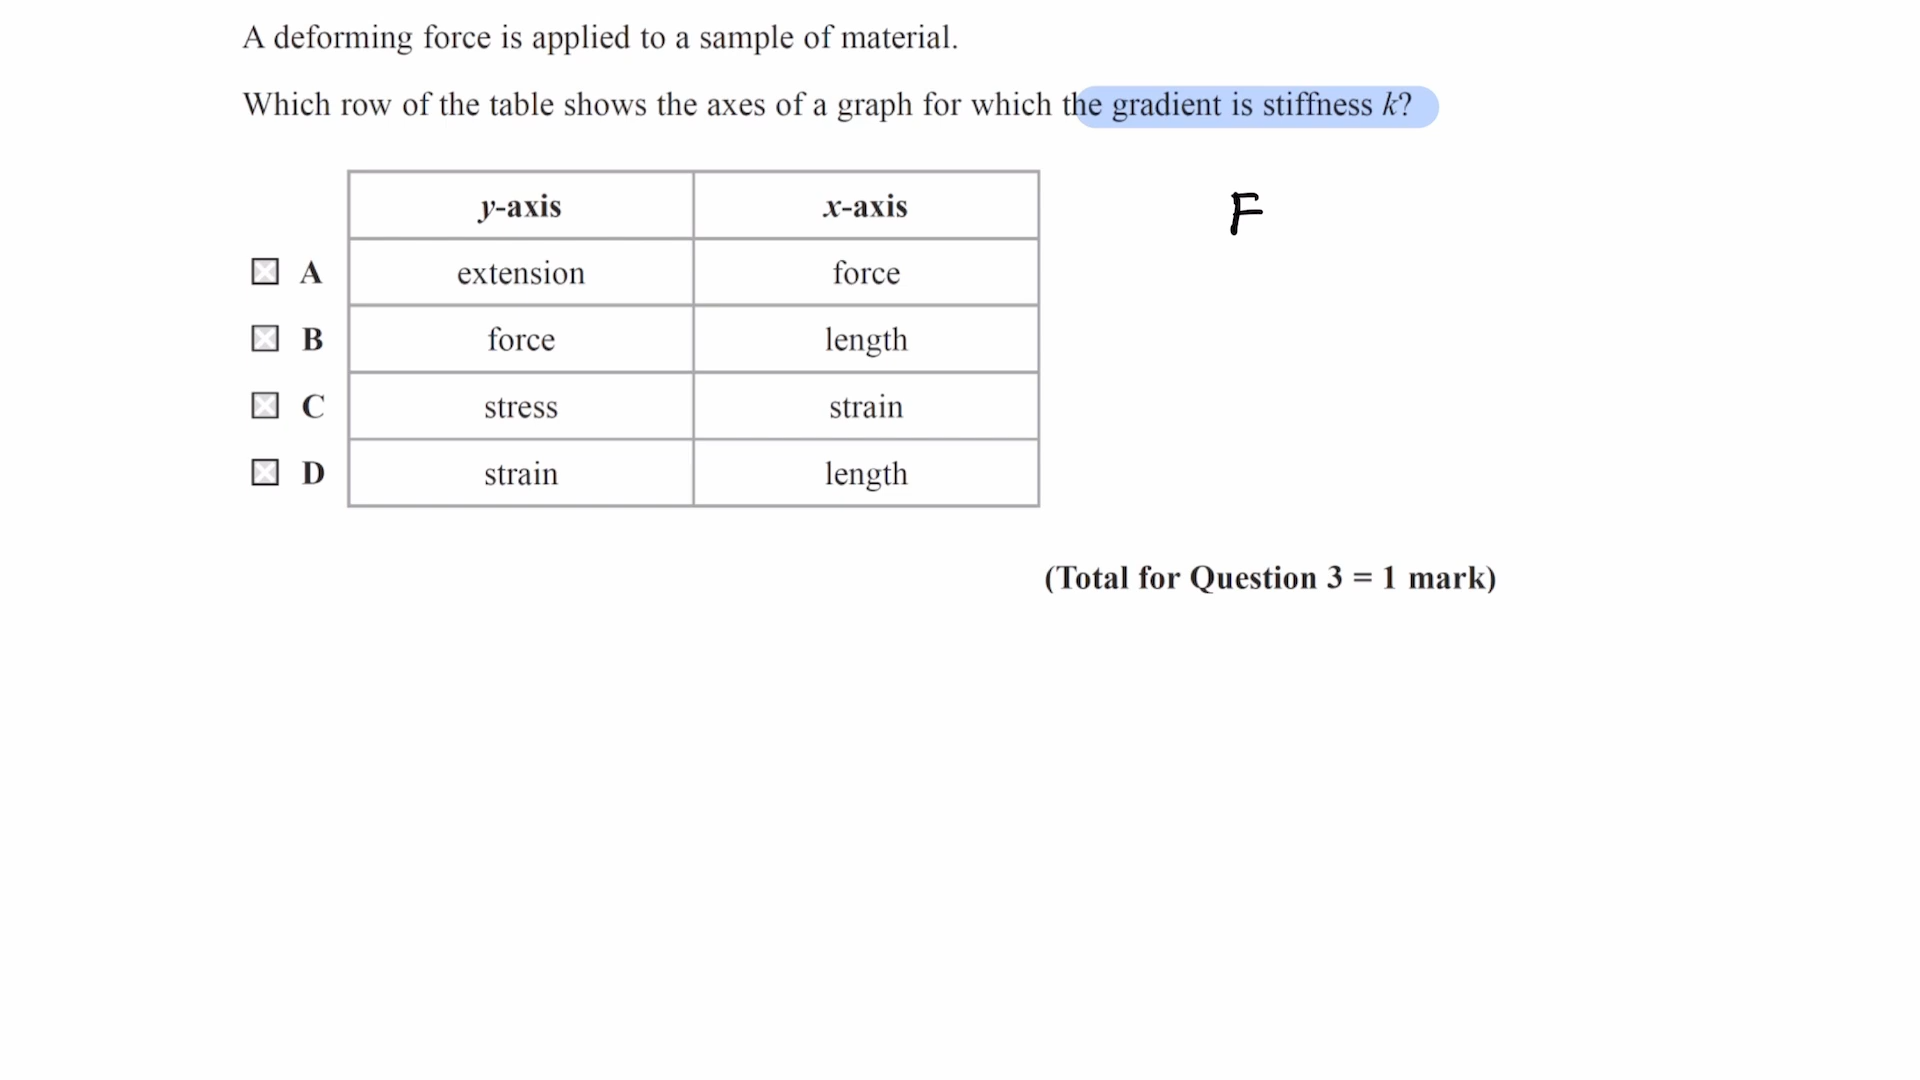 A deforming force is applied to a sample of material.
Which row of the table shows the axes of a graph for which the gradient is stiffness k?
y-axis x-axis
F
A extension force
B force length
C stress strain
D strain length
(Total for Question 3 = 1 mark)